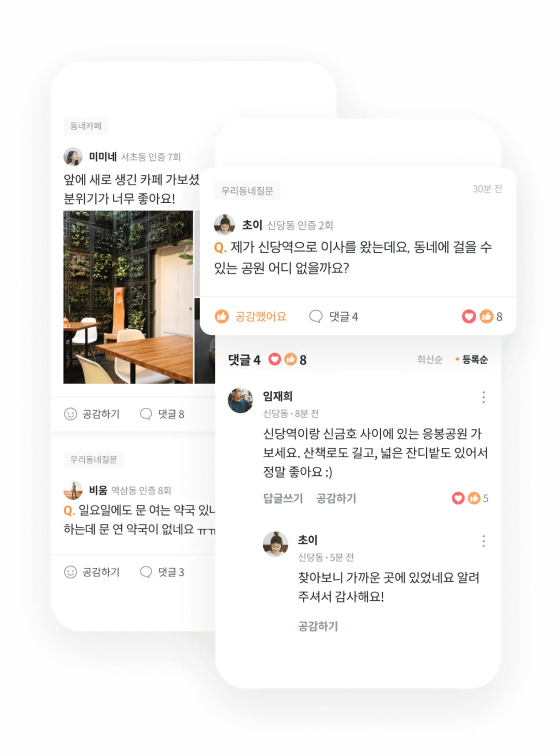 동네카페
미미네 서초동 인증 7회
앞에 새로 생긴 카페 가보셨
분위기가 너무 좋아요!
공감하기 댓글 8
우리동네질문
비움 역삼동 인증 8회
Q. 일요일에도 문 여는 약국 있
하는데 문 연 약국이 없네요 ㅠㅠ
공감하기 댓글 3
우리동네질문 30분 전
초이 신당동 인증 2회
Q. 제가 신당역으로 이사를 왔는데요, 동네에 걸을 수
있는 공원 어디 없을까요?
공감했어요 댓글 4 8
댓글 4 8 최신순 • 등록순
임재희
신당동 · 8분 전
신당역이랑 신금호 사이에 있는 응봉공원 가
보세요. 산책로도 길고, 넓은 잔디밭도 있어서
정말 좋아요 :)
답글쓰기 공감하기 5
초이
신당동 · 5분 전
찾아보니 가까운 곳에 있었네요 알려
주셔서 감사해요!
공감하기